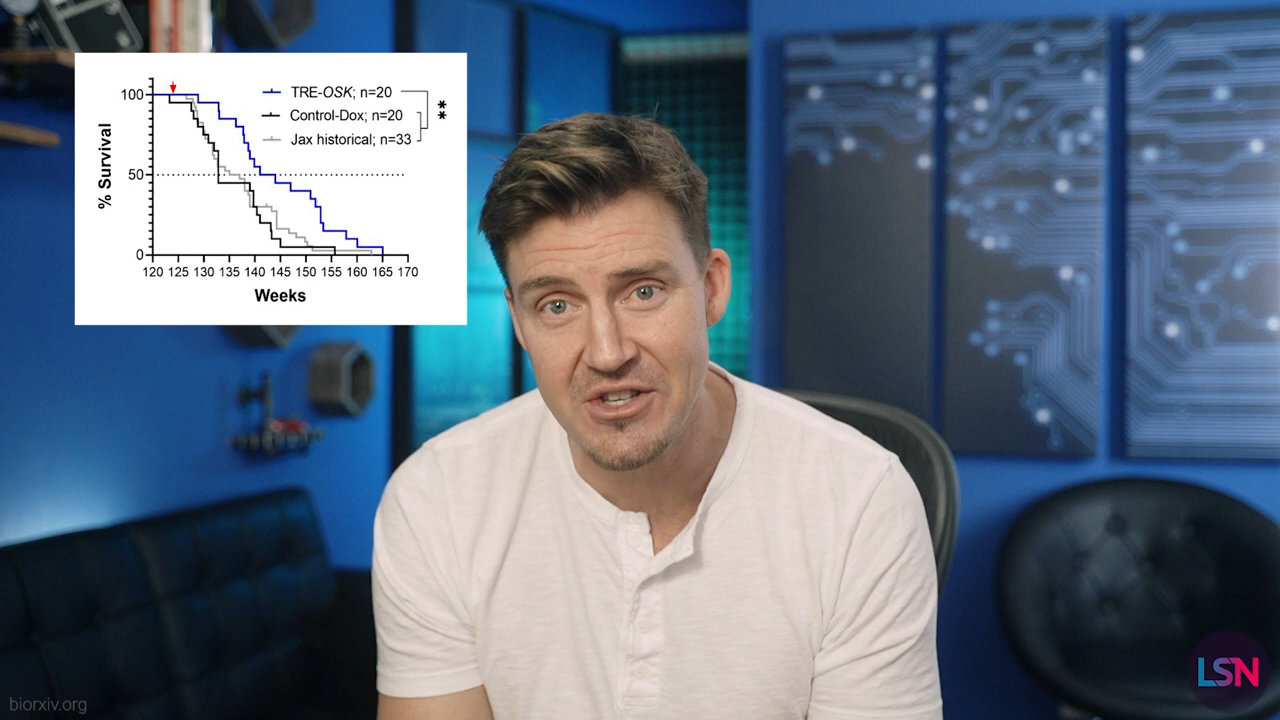 TRE-OSK; n=20
Control-Dox; n=20
Jax historical; n=33
**
100
50
0
% Survival
120 125 130 135 140 145 150 155 160 165 170
Weeks
LSN
biorxiv.org